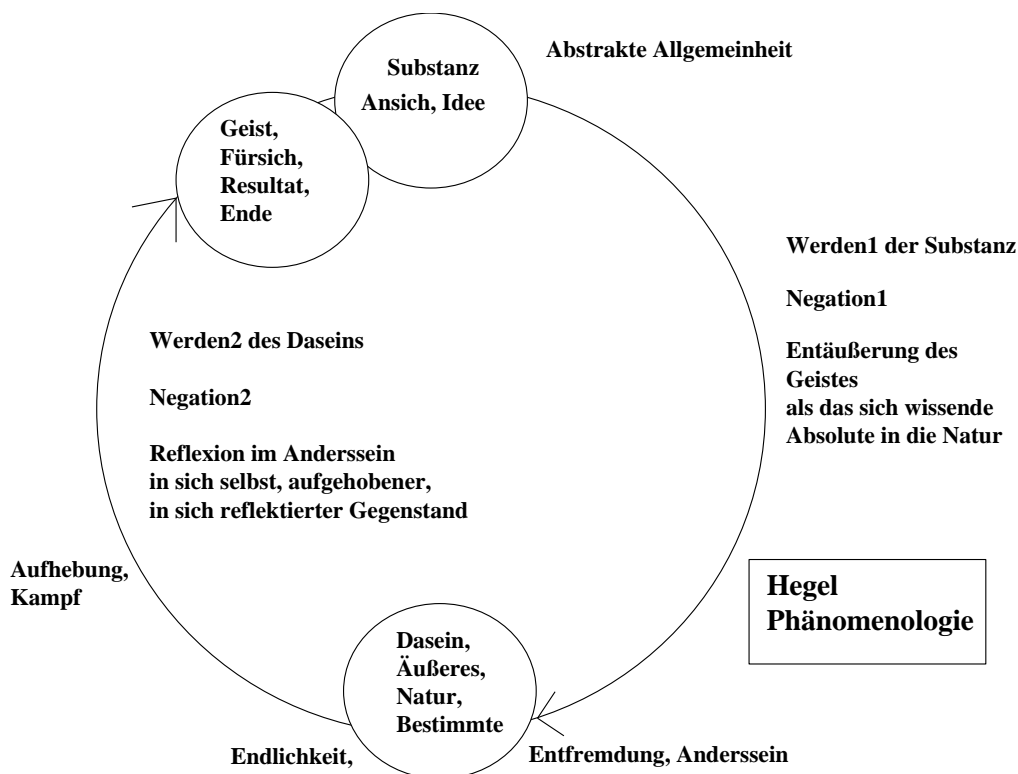 Abstrakte Allgemeinheit
Substanz
Ansich, Idee
Geist,
Fürsich,
Resultat,
Ende
Werden1 der Substanz
Negation1
Entäußerung des
Geistes
als das sich wissende
Absolute in die Natur
Werden2 des Daseins
Negation2
Reflexion im Anderssein
in sich selbst, aufgehobener,
in sich reflektierter Gegenstand
Aufhebung,
Kampf
Hegel
Phänomenologie
Dasein,
Äußeres,
Natur,
Bestimmte
Endlichkeit,
Entfremdung, Anderssein